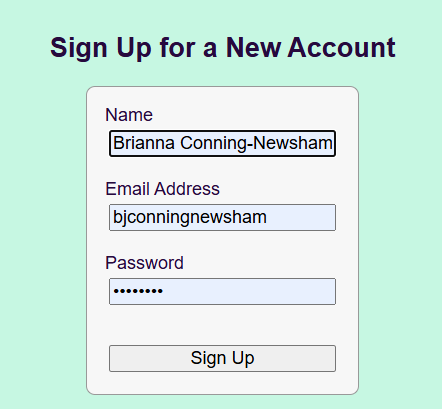 Sign Up for a New Account
Name
Brianna Conning-Newsham
Email Address
bjconningnewsham
Password
••••••••
Sign Up